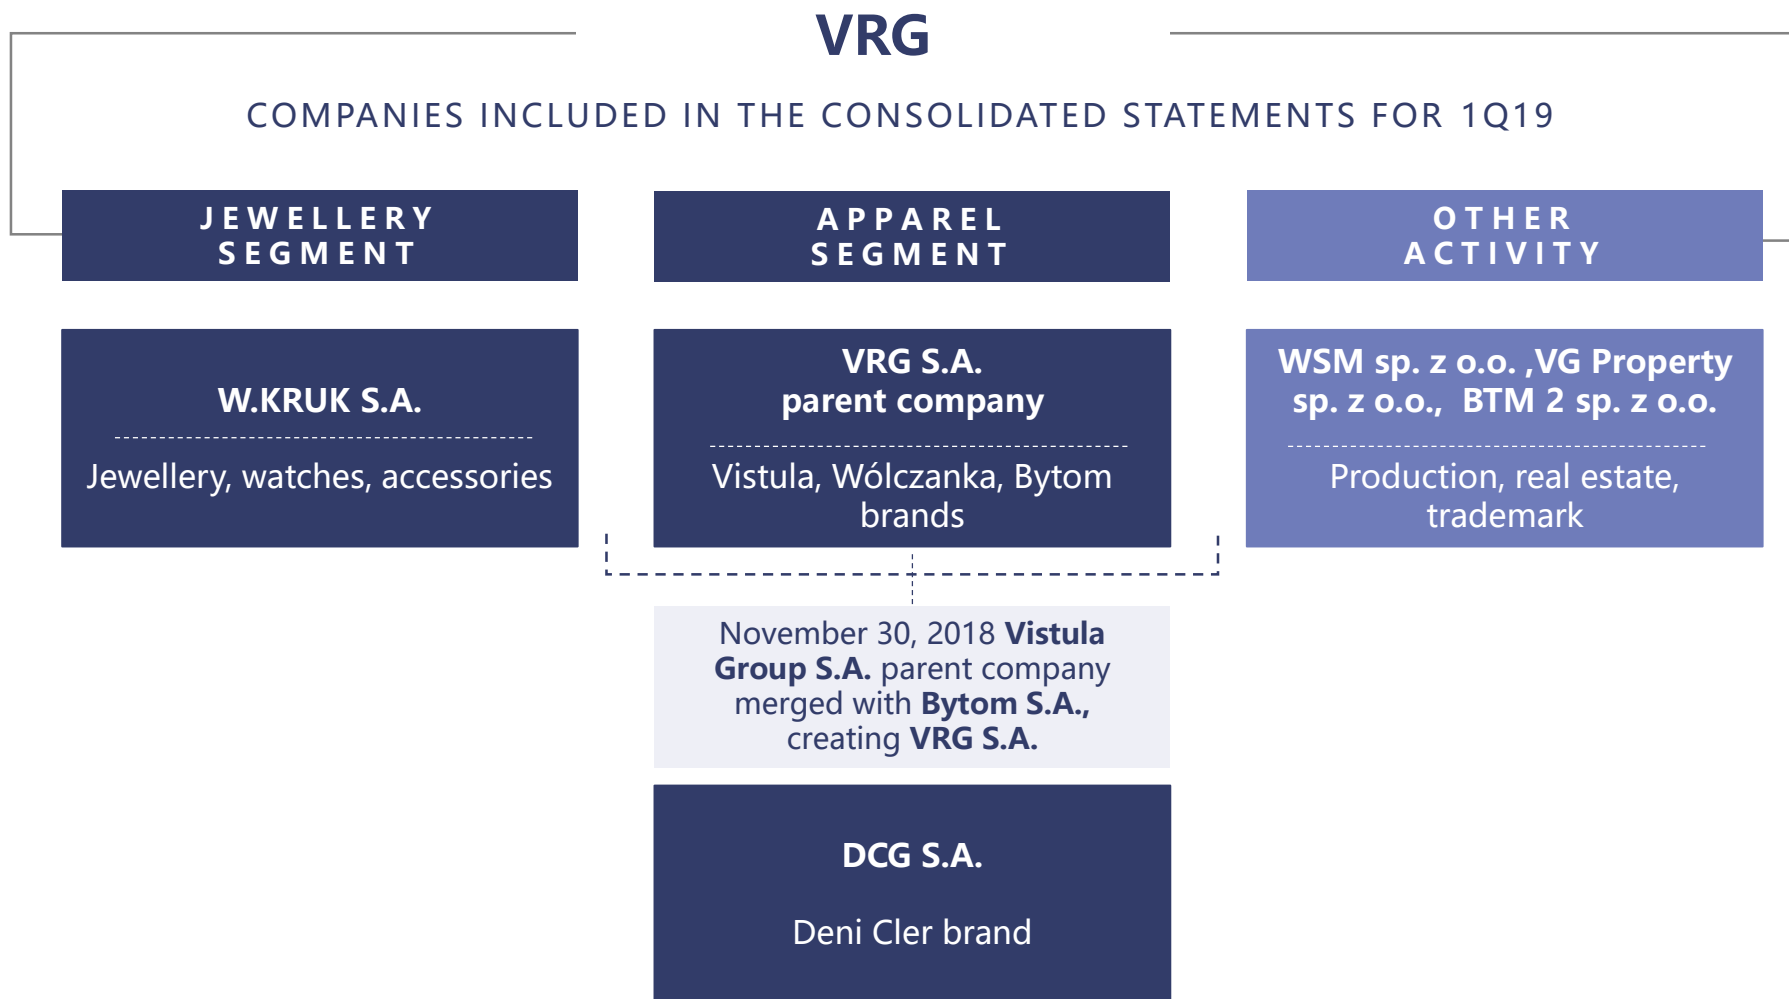 VRG
COMPANIES INCLUDED IN THE CONSOLIDATED STATEMENTS FOR 1Q19
JEWELLERY
SEGMENT
W.KRUK S.A.
Jewellery, watches, accessories
APPAREL
SEGMENT
VRG S.A.
parent company
Vistula, Wólczanka, Bytom
brands
November 30, 2018 Vistula
Group S.A. parent company
merged with Bytom S.A.,
creating VRG S.A.
DCG S.A.
Deni Cler brand
OTHER
ACTIVITY
WSM sp. z o.o. ,VG Property
sp. z o.o., BTM 2 sp. z o.o.
Production, real estate,
trademark